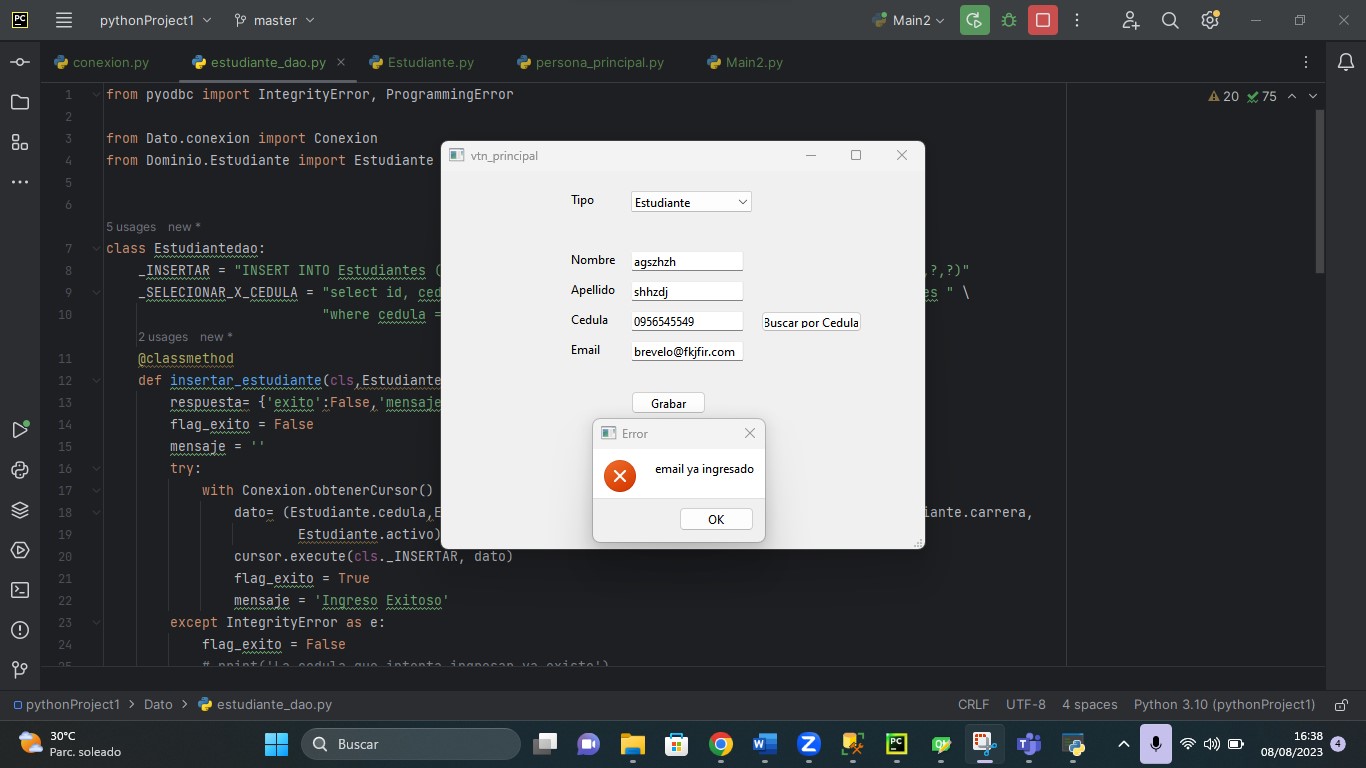 PC pythonProject1 master Main2
conexion.py estudiante_dao.py Estudiante.py persona_principal.py Main2.py
20 75
1 from pyodbc import IntegrityError, ProgrammingError
2
3 from Dato.conexion import Conexion
4 from Dominio.Estudiante import Estudiante
5
6
5 usages new *
7 class Estudiantedao:
8 _INSERTAR = "INSERT INTO Estudiantes ( ,?,?)"
9 _SELECIONAR_X_CEDULA = "select id, ced es " \
10 "where cedula =
2 usages new *
11 @classmethod
12 def insertar_estudiante(cls,Estudiante
13 respuesta= {'exito':False,'mensaje
14 flag_exito = False
15 mensaje = ''
16 try:
17 with Conexion.obtenerCursor()
18 dato= (Estudiante.cedula,E iante.carrera,
19 Estudiante.activo)
20 cursor.execute(cls._INSERTAR, dato)
21 flag_exito = True
22 mensaje = 'Ingreso Exitoso'
23 except IntegrityError as e:
24 flag_exito = False
25 # print('La cedula que intenta ingresar ya existe')
vtn_principal
Tipo Estudiante
Nombre agszhzh
Apellido shhzdj
Cedula 0956545549 Buscar por Cedula
Email brevelo@fkjfir.com
Grabar
Error
email ya ingresado
OK
pythonProject1 > Dato > estudiante_dao.py CRLF UTF-8 4 spaces Python 3.10 (pythonProject1)
30°C
Parc. soleado
Buscar
16:38
08/08/2023
4